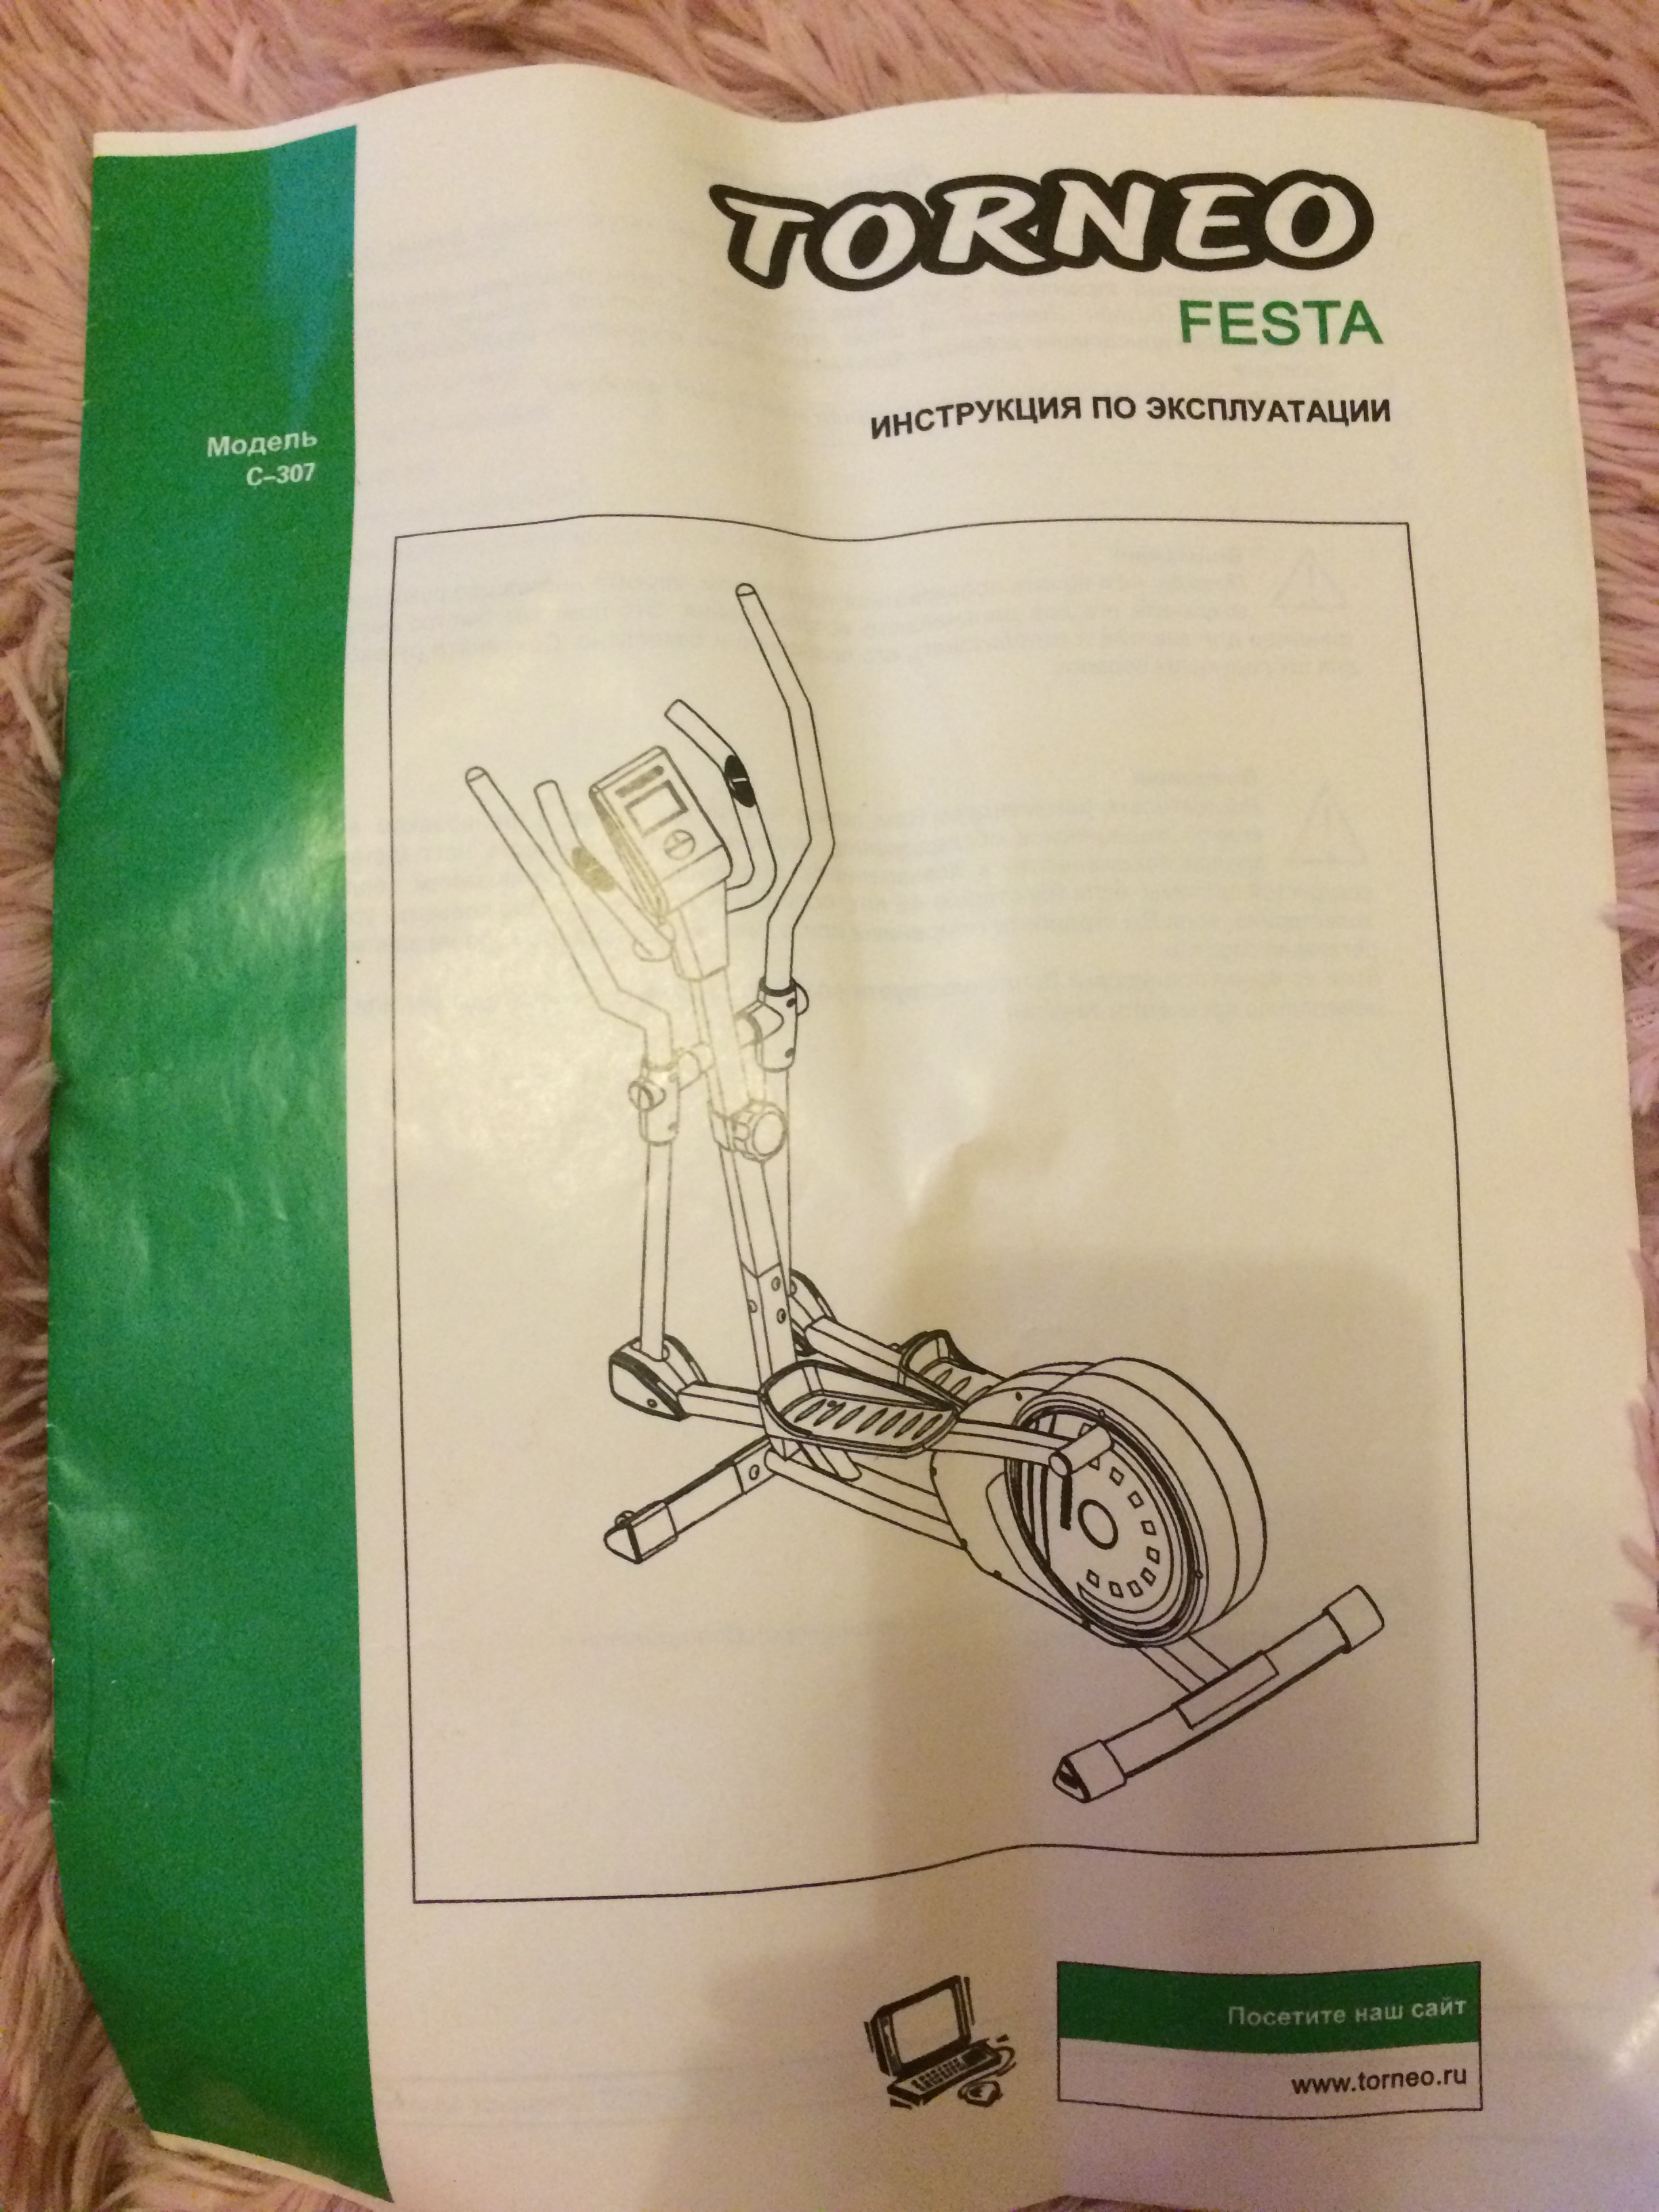 TORNEO
FESTA
ИНСТРУКЦИЯ ПО ЭКСПЛУАТАЦИИ
Модель
С–307
Посетите наш сайт
www.torneo.ru